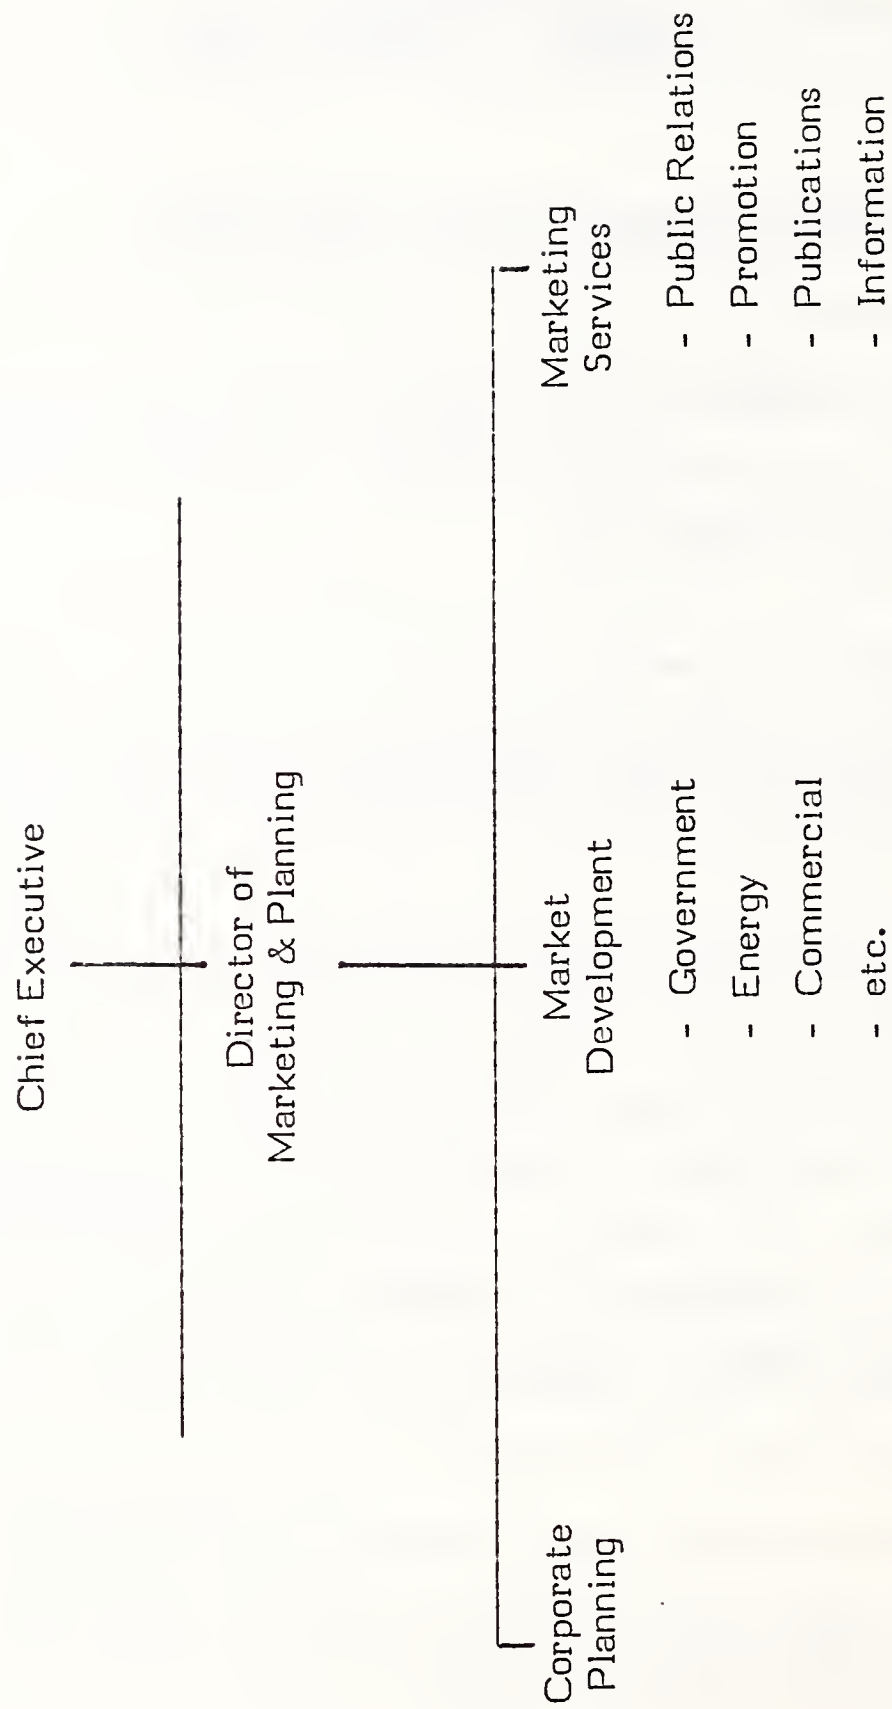 Chief Executive
Director of
Marketing & Planning
Corporate
Planning
Market
Development
- Government
- Energy
- Commercial
- etc.
Marketing
Services
- Public Relations
- Promotion
- Publications
- Information